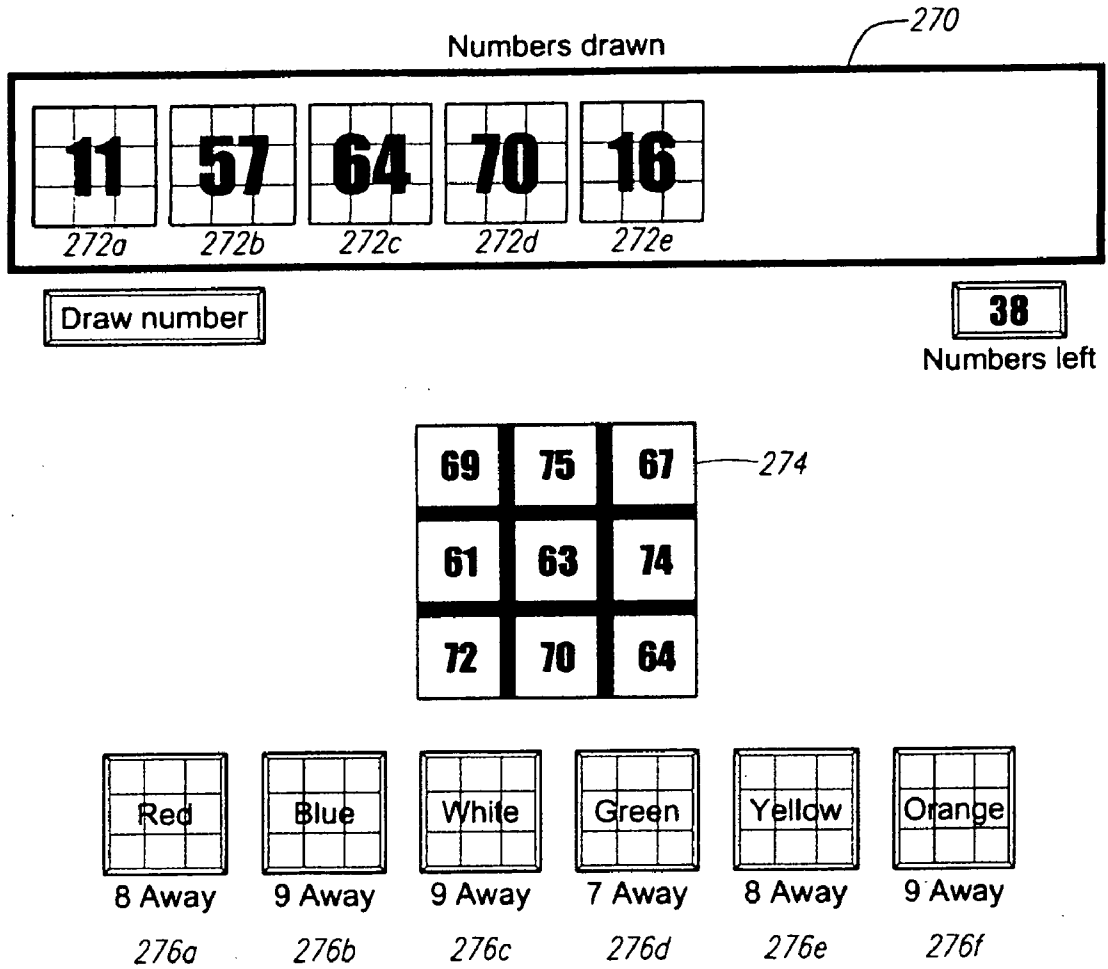 270
Numbers drawn
11 57 64 70 16
272a 272b 272c 272d 272e
Draw number
38
Numbers left
69 75 67
274
61 63 74
72 70 64
Red Blue White Green Yellow Orange
8 Away 9 Away 9 Away 7 Away 8 Away 9 Away
276a 276b 276c 276d 276e 276f